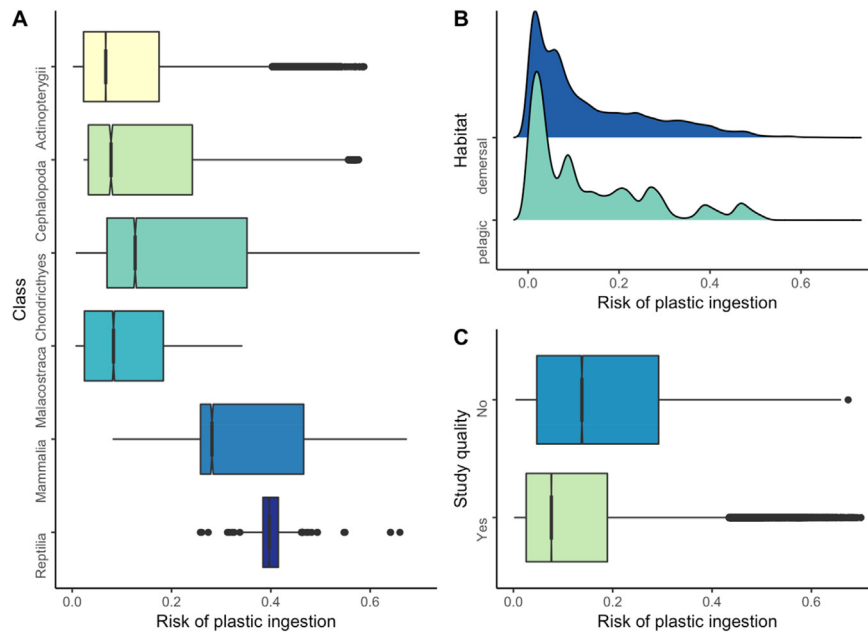 A
Class
Actinopterygii
Cephalopoda
Chondricthyes
Malacostraca
Mammalia
Reptilia
0.0 0.2 0.4 0.6
Risk of plastic ingestion
B
Habitat
demersal
pelagic
0.0 0.2 0.4 0.6
Risk of plastic ingestion
C
Study quality
No
Yes
0.0 0.2 0.4 0.6
Risk of plastic ingestion